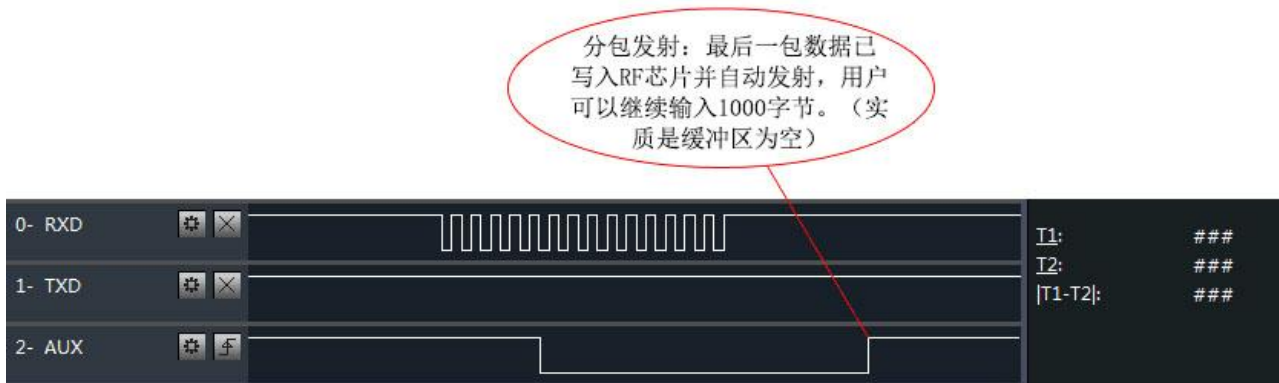 分包发射：最后一包数据已
写入RF芯片并自动发射，用户
可以继续输入1000字节。（实
质是缓冲区为空）
0- RXD
1- TXD
2- AUX
T1: ###
T2: ###
|T1-T2|: ###